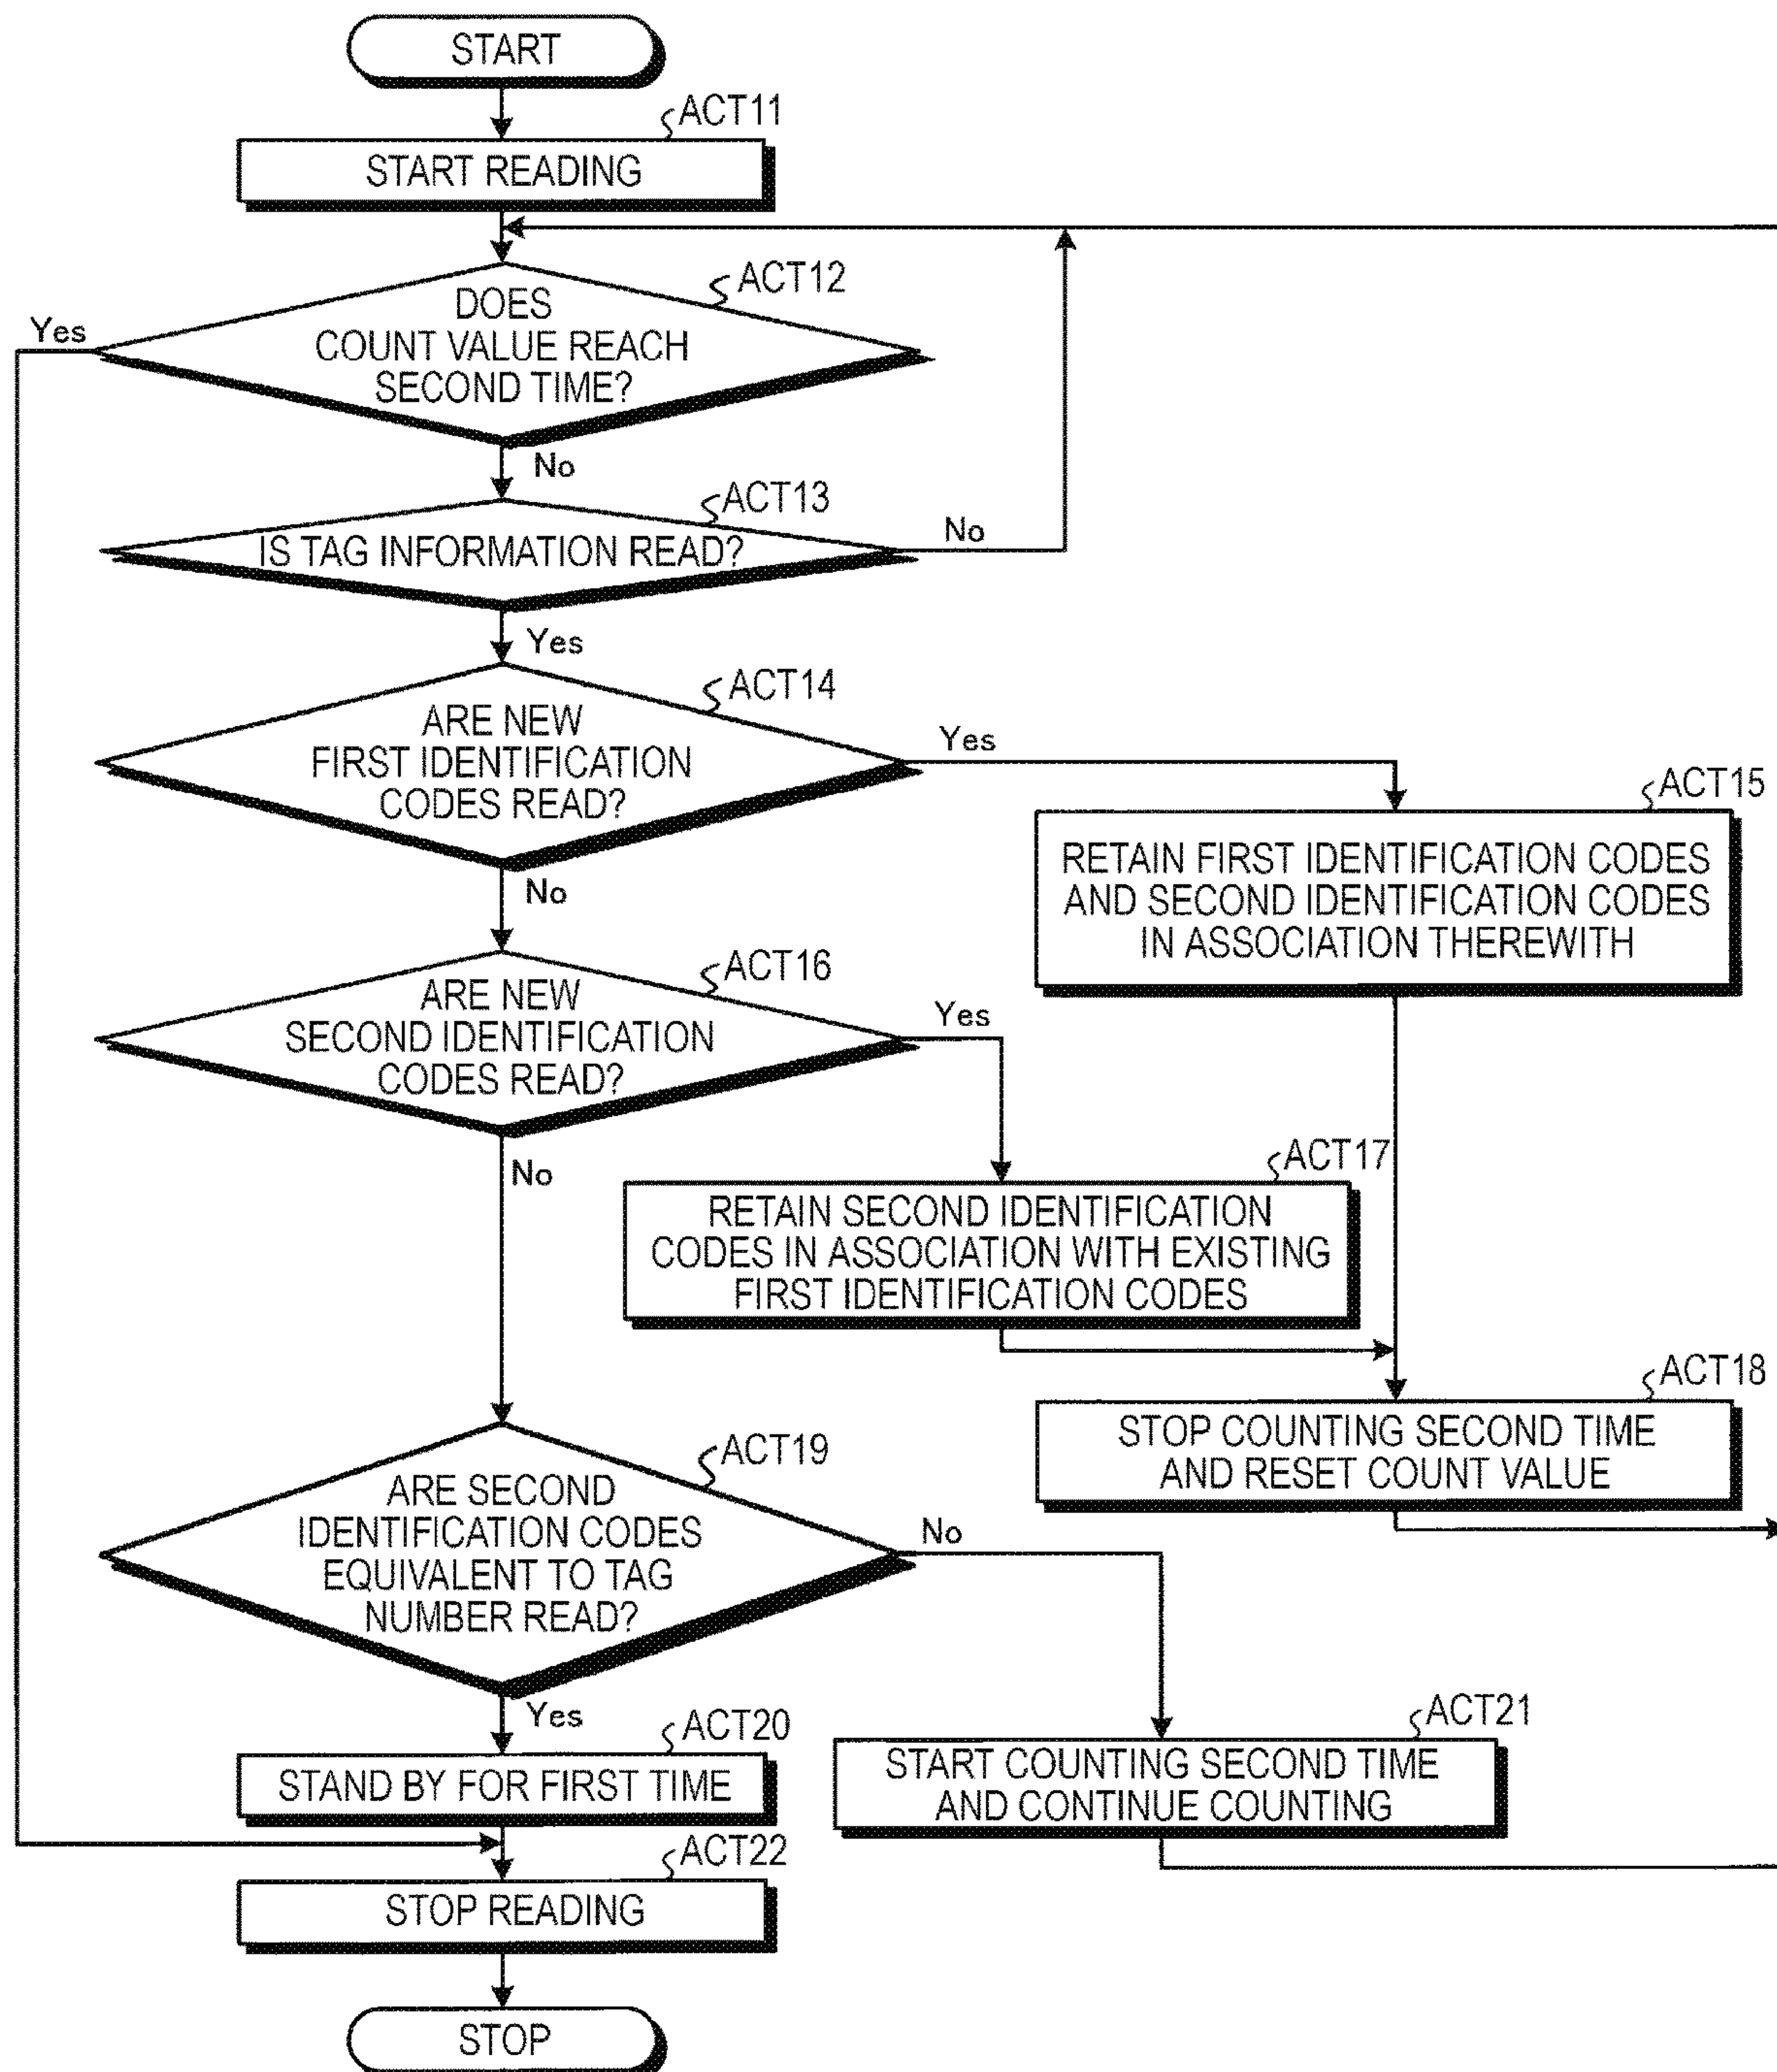 START
ACT11
START READING
ACT12
DOES
COUNT VALUE REACH
SECOND TIME?
Yes
No
ACT13
IS TAG INFORMATION READ?
No
Yes
ACT14
ARE NEW
FIRST IDENTIFICATION
CODES READ?
Yes
No
ACT15
RETAIN FIRST IDENTIFICATION CODES
AND SECOND IDENTIFICATION CODES
IN ASSOCIATION THEREWITH
ACT16
ARE NEW
SECOND IDENTIFICATION
CODES READ?
Yes
No
ACT17
RETAIN SECOND IDENTIFICATION
CODES IN ASSOCIATION WITH EXISTING
FIRST IDENTIFICATION CODES
ACT18
STOP COUNTING SECOND TIME
AND RESET COUNT VALUE
ACT19
ARE SECOND
IDENTIFICATION CODES
EQUIVALENT TO TAG
NUMBER READ?
No
Yes
ACT20
STAND BY FOR FIRST TIME
ACT21
START COUNTING SECOND TIME
AND CONTINUE COUNTING
ACT22
STOP READING
STOP